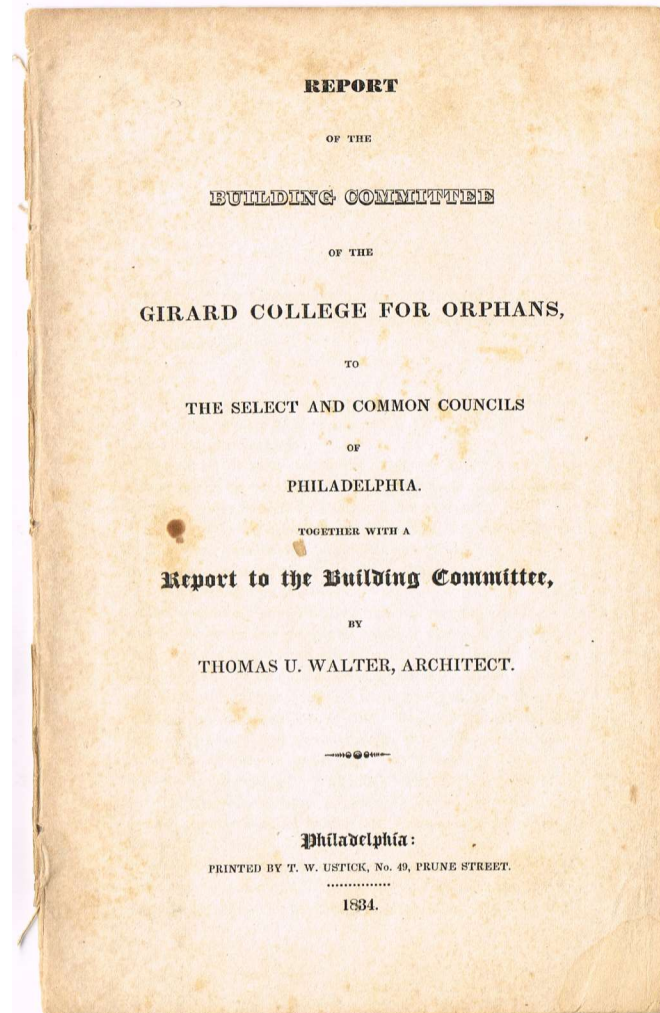 REPORT
OF THE
BUILDING COMMITTEE
OF THE
GIRARD COLLEGE FOR ORPHANS,
TO
THE SELECT AND COMMON COUNCILS
OF
PHILADELPHIA.
TOGETHER WITH A
Report to the Building Committee,
BY
THOMAS U. WALTER, ARCHITECT.
Philadelphia:
PRINTED BY T. W. USTICK, No. 49, PRUNE STREET.
1834.